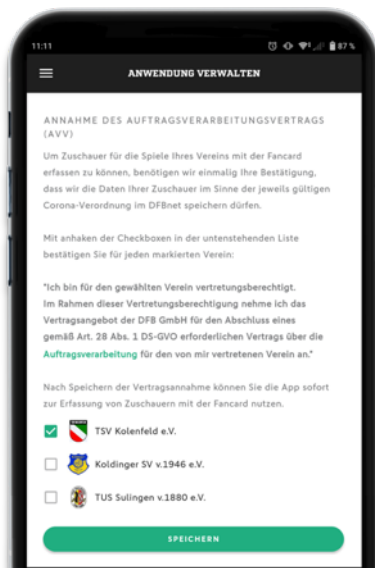 11:11
87 %
ANWENDUNG VERWALTEN
ANNAHME DES AUFTRAGSVERARBEITUNGSVERTRAGS
(AVV)
Um Zuschauer für die Spiele Ihres Vereins mit der Fancard
erfassen zu können, benötigen wir einmalig Ihre Bestätigung,
dass wir die Daten Ihrer Zuschauer im Sinne der jeweils gültigen
Corona-Verordnung im DFBnet speichern dürfen.
Mit anhaken der Checkboxen in der untenstehenden Liste
bestätigen Sie für jeden markierten Verein:
"Ich bin für den gewählten Verein vertretungsberechtigt.
Im Rahmen dieser Vertretungsberechtigung nehme ich das
Vertragsangebot der DFB GmbH für den Abschluss eines
gemäß Art. 28 Abs. 1 DS-GVO erforderlichen Vertrags über die
Auftragsverarbeitung für den von mir vertretenen Verein an."
Nach Speichern der Vertragsannahme können Sie die App sofort
zur Erfassung von Zuschauern mit der Fancard nutzen.
TSV Kolenfeld e.V.
Koldinger SV v.1946 e.V.
TUS Sulingen v.1880 e.V.
SPEICHERN